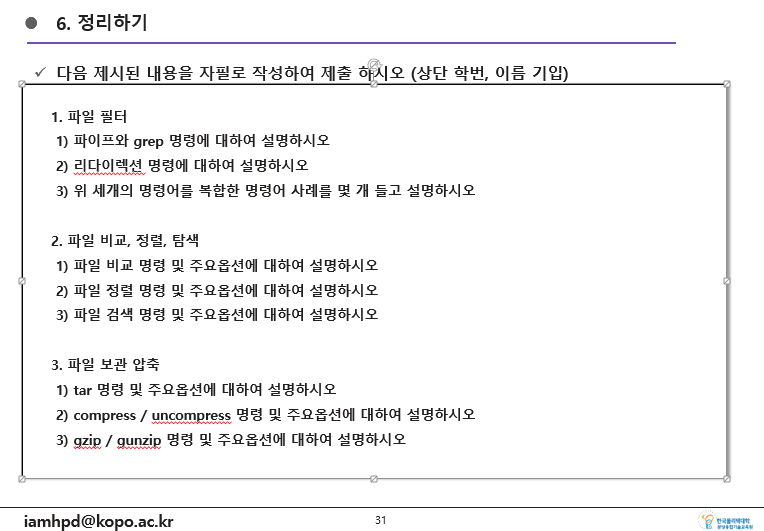 6. 정리하기
✓ 다음 제시된 내용을 자필로 작성하여 제출 하시오 (상단 학번, 이름 기입)
1. 파일 필터
1) 파이프와 grep 명령에 대하여 설명하시오
2) 리다이렉션 명령에 대하여 설명하시오
3) 위 세개의 명령어를 복합한 명령어 사례를 몇 개 들고 설명하시오
2. 파일 비교, 정렬, 탐색
1) 파일 비교 명령 및 주요옵션에 대하여 설명하시오
2) 파일 정렬 명령 및 주요옵션에 대하여 설명하시오
3) 파일 검색 명령 및 주요옵션에 대하여 설명하시오
3. 파일 보관 압축
1) tar 명령 및 주요옵션에 대하여 설명하시오
2) compress / uncompress 명령 및 주요옵션에 대하여 설명하시오
3) gzip / gunzip 명령 및 주요옵션에 대하여 설명하시오
iamhpd@kopo.ac.kr
31
한국폴리텍대학